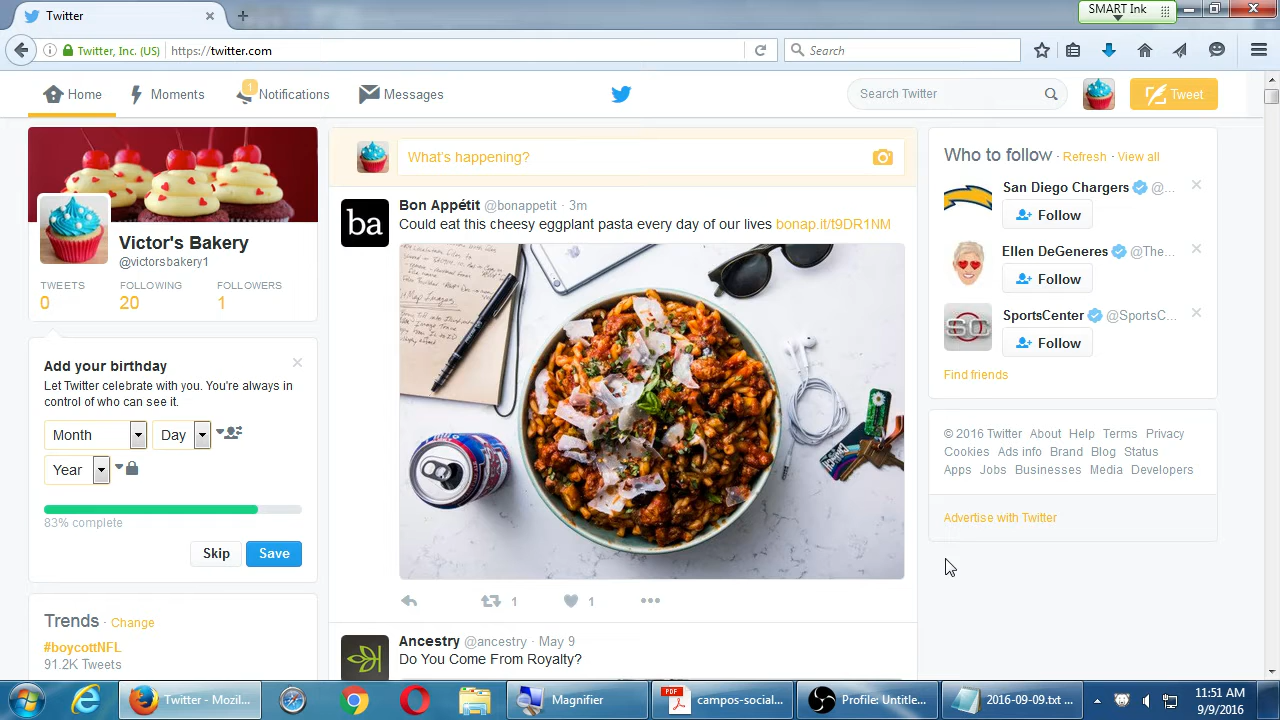 Twitter
SMART Ink
Twitter, Inc. (US) https://twitter.com
Search
Home
Moments
1
Notifications
Messages
Search Twitter
Tweet
Victor's Bakery
@victorsbakery1
TWEETS FOLLOWING FOLLOWERS
0 20 1
Add your birthday
Let Twitter celebrate with you. You're always in
control of who can see it.
Month Day
Year
83% complete
Skip Save
Trends · Change
#boycottNFL
91.2K Tweets
What's happening?
ba
Bon Appétit @bonappetit · 3m
Could eat this cheesy eggplant pasta every day of our lives bonap.it/t9DR1NM
1 1
Ancestry @ancestry · May 9
Do You Come From Royalty?
Who to follow · Refresh · View all
San Diego Chargers @...
Follow
Ellen DeGeneres @The...
Follow
SC
SportsCenter @SportsC...
Follow
Find friends
© 2016 Twitter About Help Terms Privacy
Cookies Ads info Brand Blog Status
Apps Jobs Businesses Media Developers
Advertise with Twitter
Twitter - Mozil...
Magnifier
PDF
campos-social...
Profile: Untitle...
2016-09-09.txt ...
11:51 AM
9/9/2016